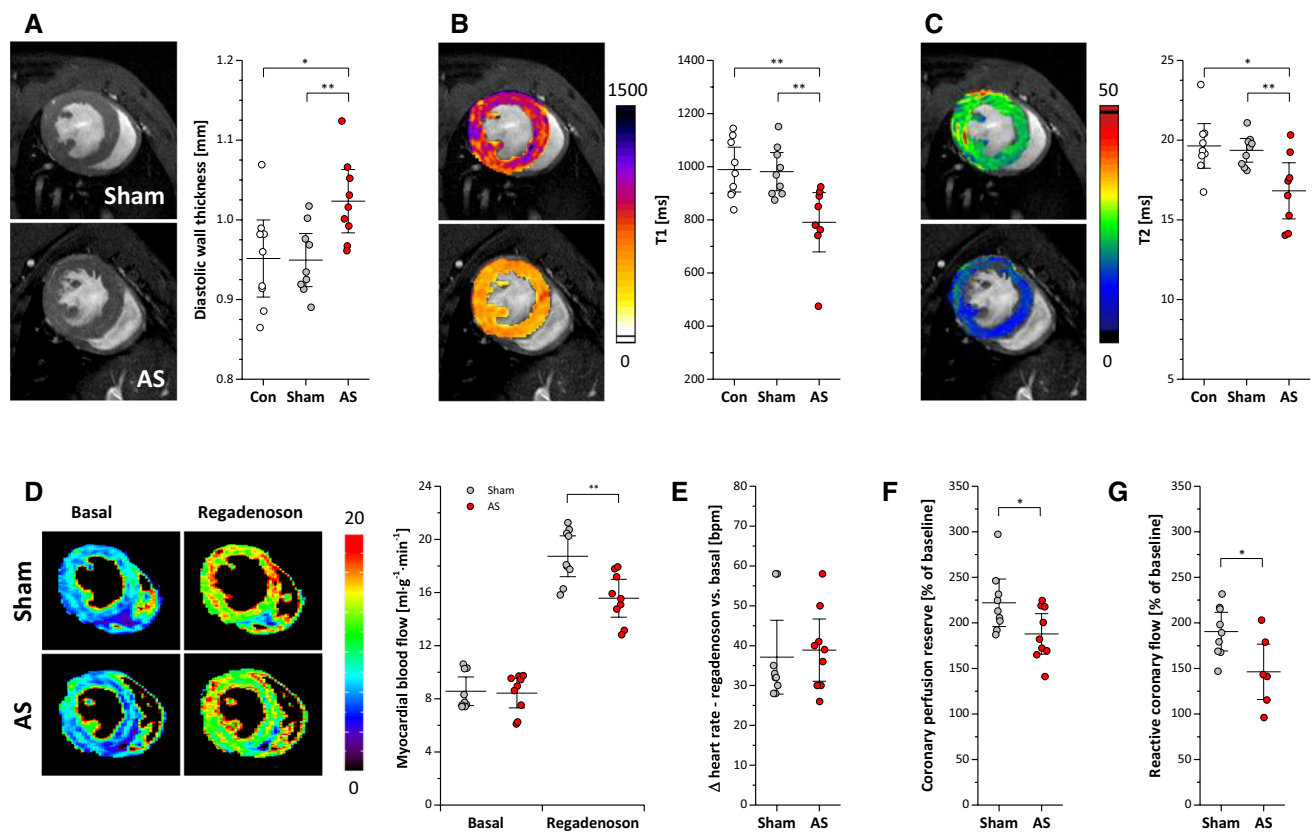 A
Sham
AS
Diastolic wall thickness [mm]
1.2
1.1
1.0
0.9
0.8
*
**
Con Sham AS
B
1500
0
T1 [ms]
1400
1200
1000
800
600
400
200
**
**
Con Sham AS
C
50
0
T2 [ms]
25
20
15
10
5
*
**
Con Sham AS
D
Basal Regadenoson
Sham
AS
20
0
Myocardial blood flow [ml·g⁻¹·min⁻¹]
24
20
16
12
8
4
0
Sham
AS
**
Basal Regadenoson
E
Δ heart rate - regadenoson vs. basal [bpm]
80
70
60
50
40
30
20
10
0
Sham AS
F
Coronary perfusion reserve [% of baseline]
350
300
250
200
150
100
50
0
*
Sham AS
G
Reactive coronary flow [% of baseline]
350
300
250
200
150
100
50
0
*
Sham AS